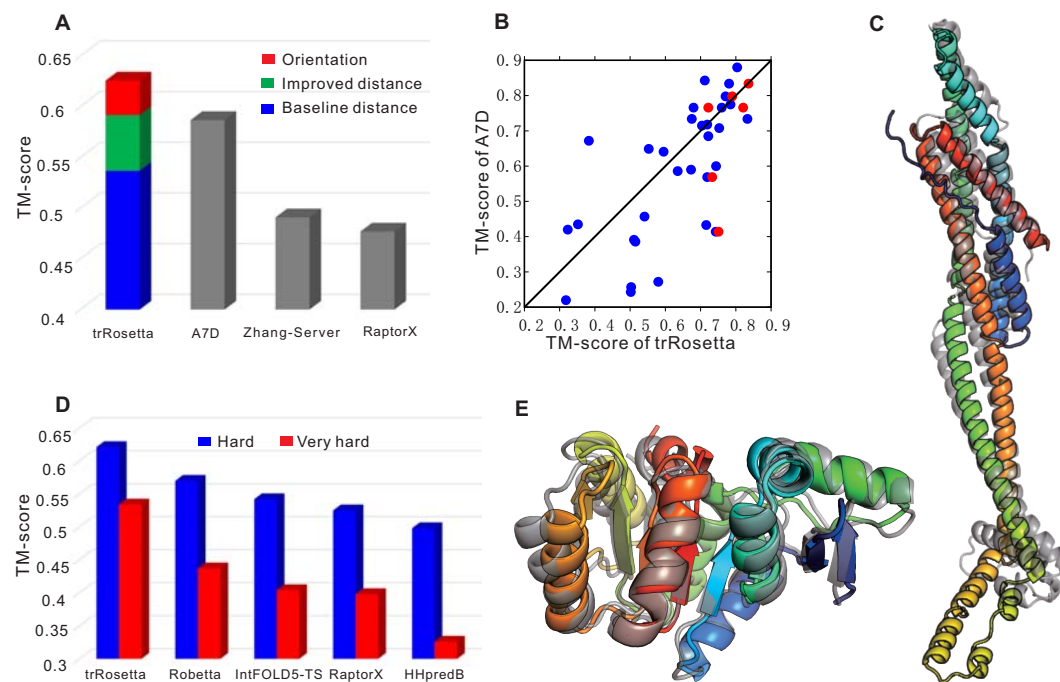 A
TM-score
0.65
0.6
0.55
0.5
0.45
0.4
Orientation
Improved distance
Baseline distance
trRosetta
A7D
Zhang-Server
RaptorX
B
TM-score of A7D
0.9
0.8
0.7
0.6
0.5
0.4
0.3
0.2
0.2 0.3 0.4 0.5 0.6 0.7 0.8 0.9
TM-score of trRosetta
C
D
TM-score
0.65
0.6
0.55
0.5
0.45
0.4
0.35
0.3
Hard
Very hard
trRosetta
Robetta
IntFOLD5-TS
RaptorX
HHpredB
E